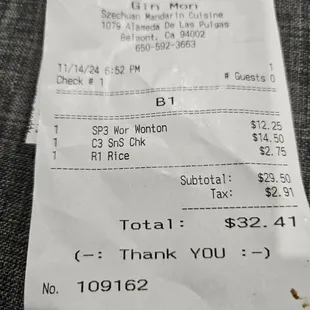 Gin Mon
Szechuan Mandarin Cuisine
1079 Alameda De Las Pulgas
Belmont, Ca 94002
650-592-3663
11/14/24 6:52 PM 1
Check # 1 # Guests 0
B1
1 SP3 Wor Wonton $12.25
1 C3 SnS Chk $14.50
1 R1 Rice $2.75
Subtotal: $29.50
Tax: $2.91
Total: $32.41
(-: Thank YOU :-)
No. 109162